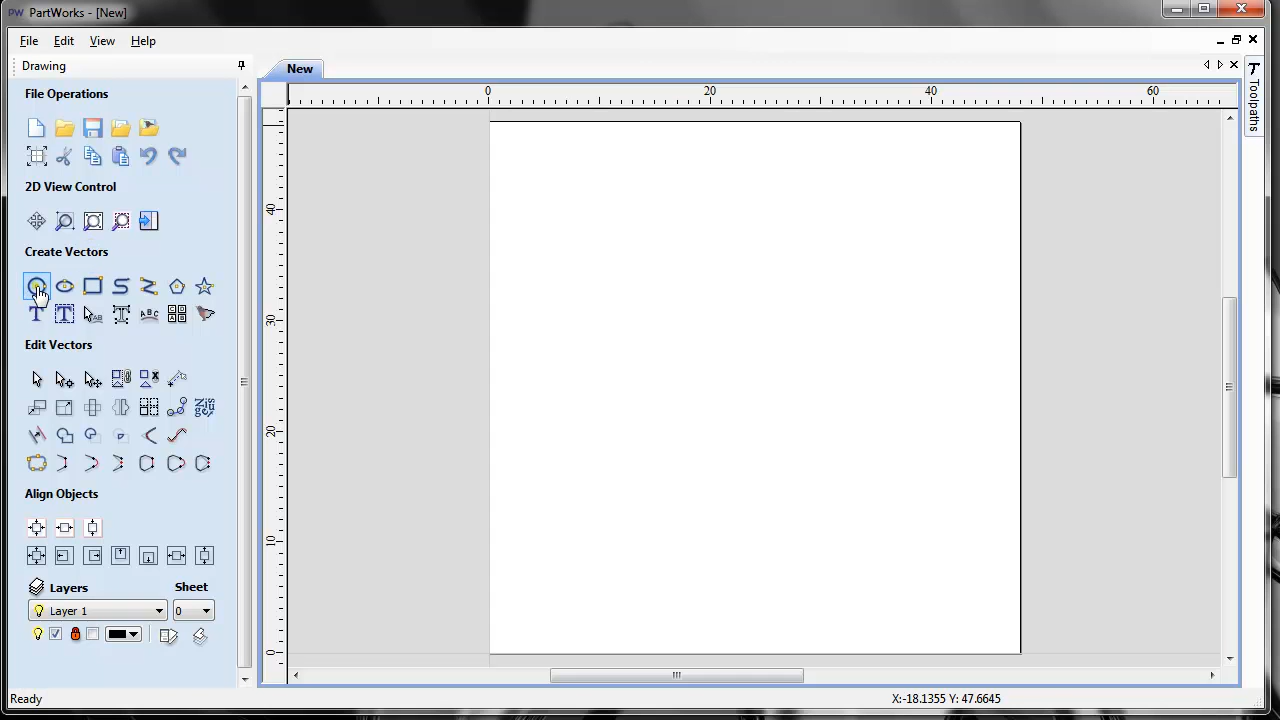 PW PartWorks - [New]
File Edit View Help
Drawing
New
File Operations
2D View Control
Create Vectors
Edit Vectors
Align Objects
Layers Sheet
Layer 1 0
0 20 40 60
40
30
20
10
0
Toolpaths
Ready
X:-18.1355 Y: 47.6645